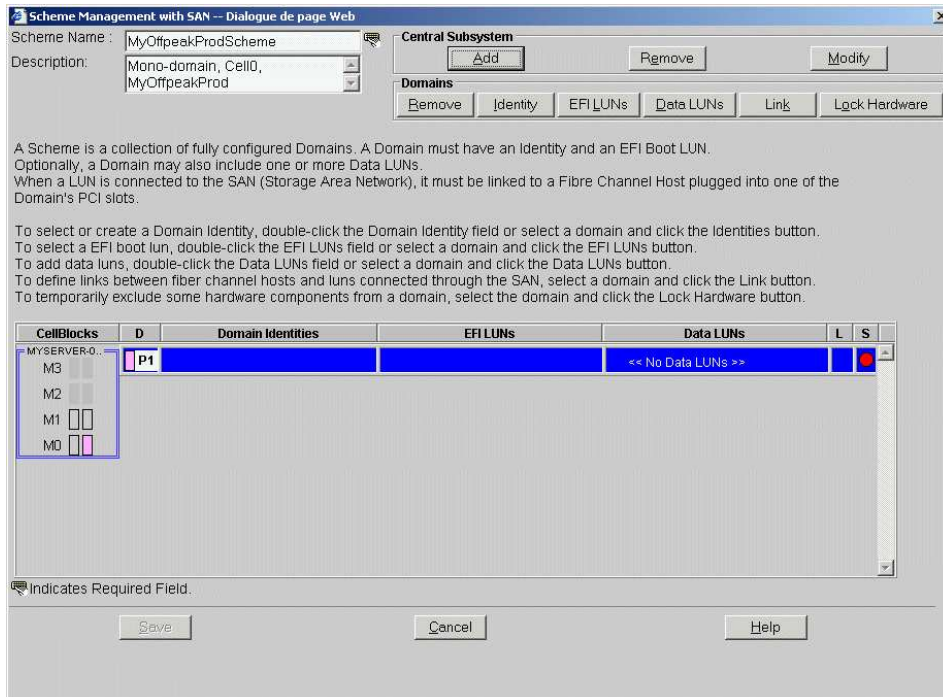 Scheme Management with SAN -- Dialogue de page Web
Scheme Name :
MyOffpeakProdScheme
Description:
Mono-domain, Cell0,
MyOffpeakProd
Central Subsystem
Add
Remove
Modify
Domains
Remove
Identity
EFI LUNs
Data LUNs
Link
Lock Hardware
A Scheme is a collection of fully configured Domains. A Domain must have an Identity and an EFI Boot LUN.
Optionally, a Domain may also include one or more Data LUNs.
When a LUN is connected to the SAN (Storage Area Network), it must be linked to a Fibre Channel Host plugged into one of the
Domain's PCI slots.
To select or create a Domain Identity, double-click the Domain Identity field or select a domain and click the Identities button.
To select a EFI boot lun, double-click the EFI LUNs field or select a domain and click the EFI LUNs button.
To add data luns, double-click the Data LUNs field or select a domain and click the Data LUNs button.
To define links between fiber channel hosts and luns connected through the SAN, select a domain and click the Link button.
To temporarily exclude some hardware components from a domain, select the domain and click the Lock Hardware button.
CellBlocks D Domain Identities EFI LUNs Data LUNs L S
MYSERVER-0..
P1 << No Data LUNs >>
M3
M2
M1
M0
Indicates Required Field.
Save
Cancel
Help